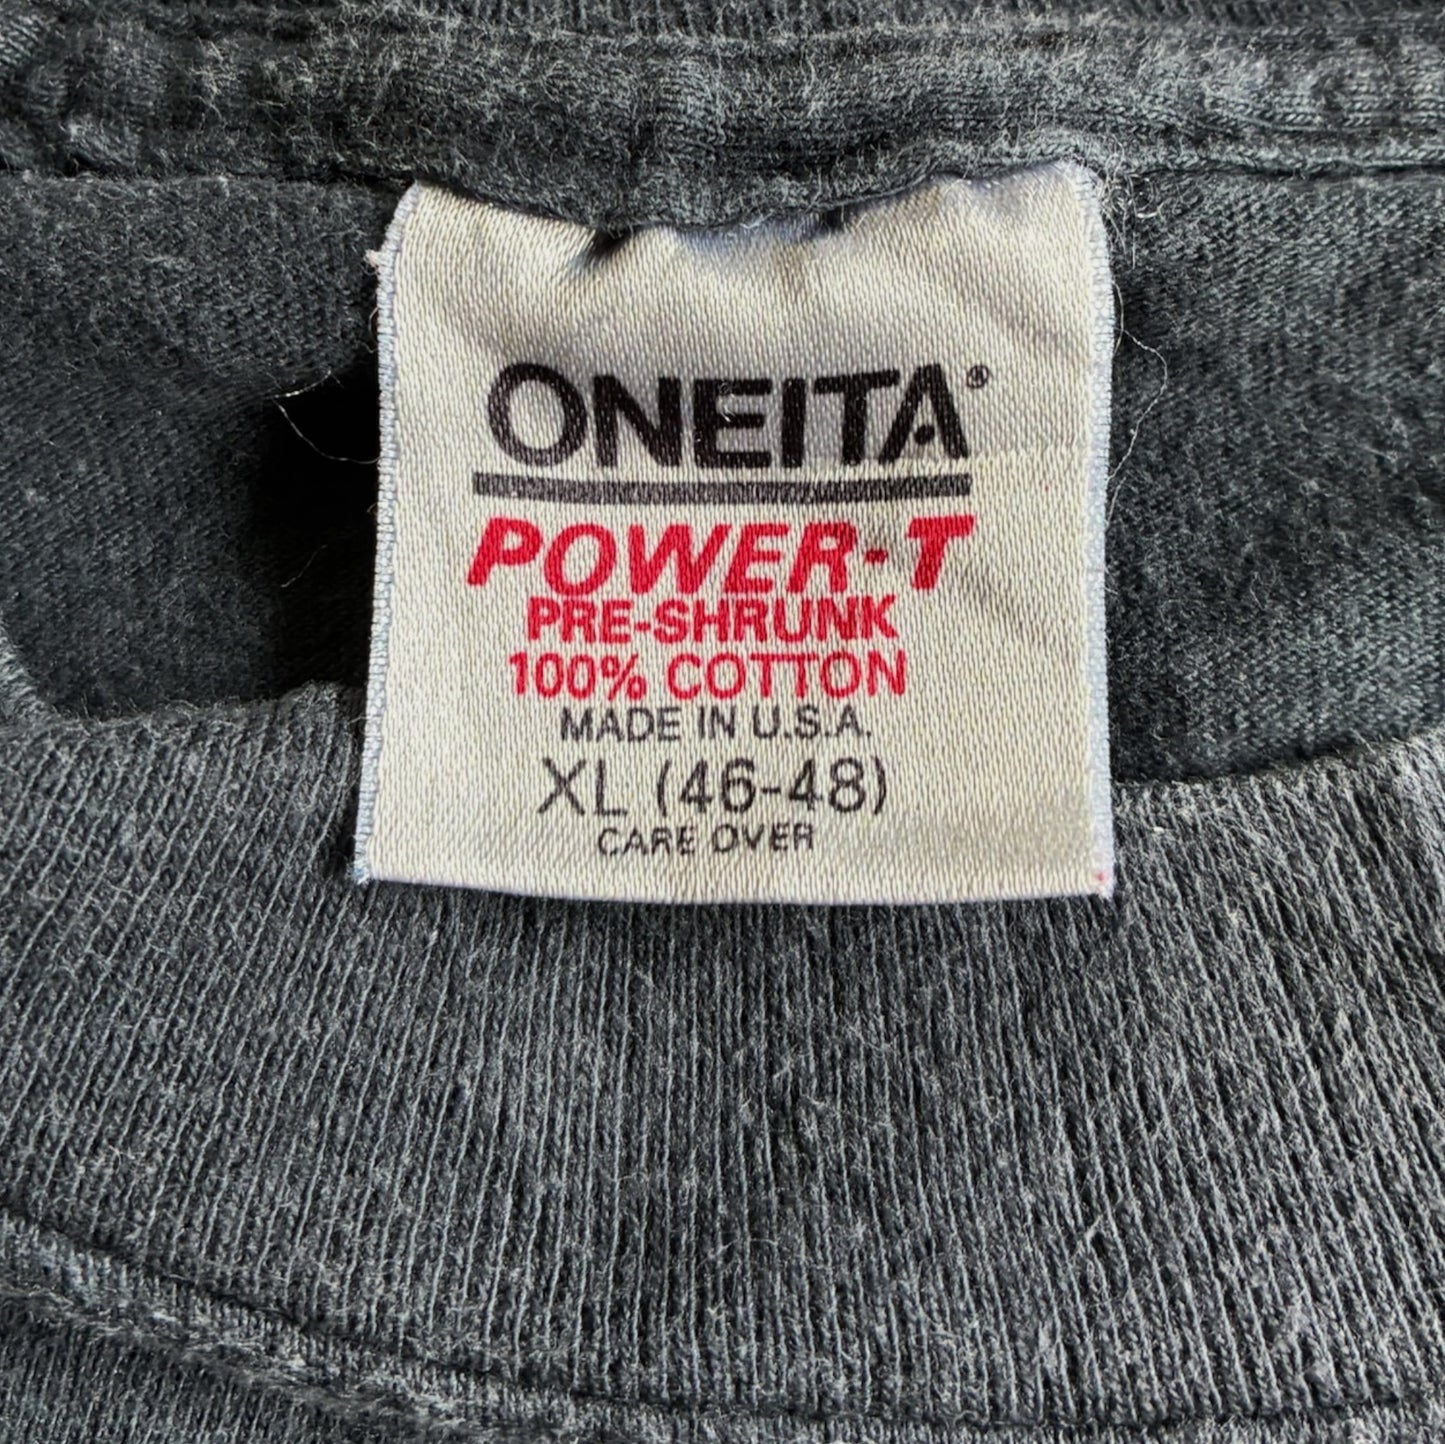 ONEITA®
POWER-T
PRE-SHRUNK
100% COTTON
MADE IN U.S.A.
XL (46-48)
CARE OVER